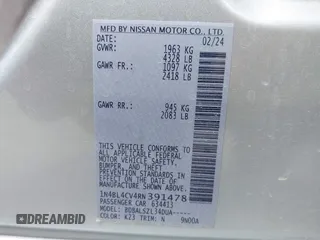 MFD BY NISSAN MOTOR CO., LTD.
DATE: 02/24
GVWR: 1963 KG
4328 LB
GAWR FR: 1097 KG
2418 LB
GAWR RR: 945 KG
2083 LB
THIS VEHICLE CONFORMS TO ALL
APPLICABLE FEDERAL MOTOR
VEHICLE SAFETY, BUMPER,
AND THEFT PREVENTION
STANDARDS IN EFFECT ON
THE DATE OF MANUFACTURE
SHOWN ABOVE.
1N4BL4CV4RN391478
PASSENGER CAR 634413
MODEL:
COLOR: K23 TRIM: N